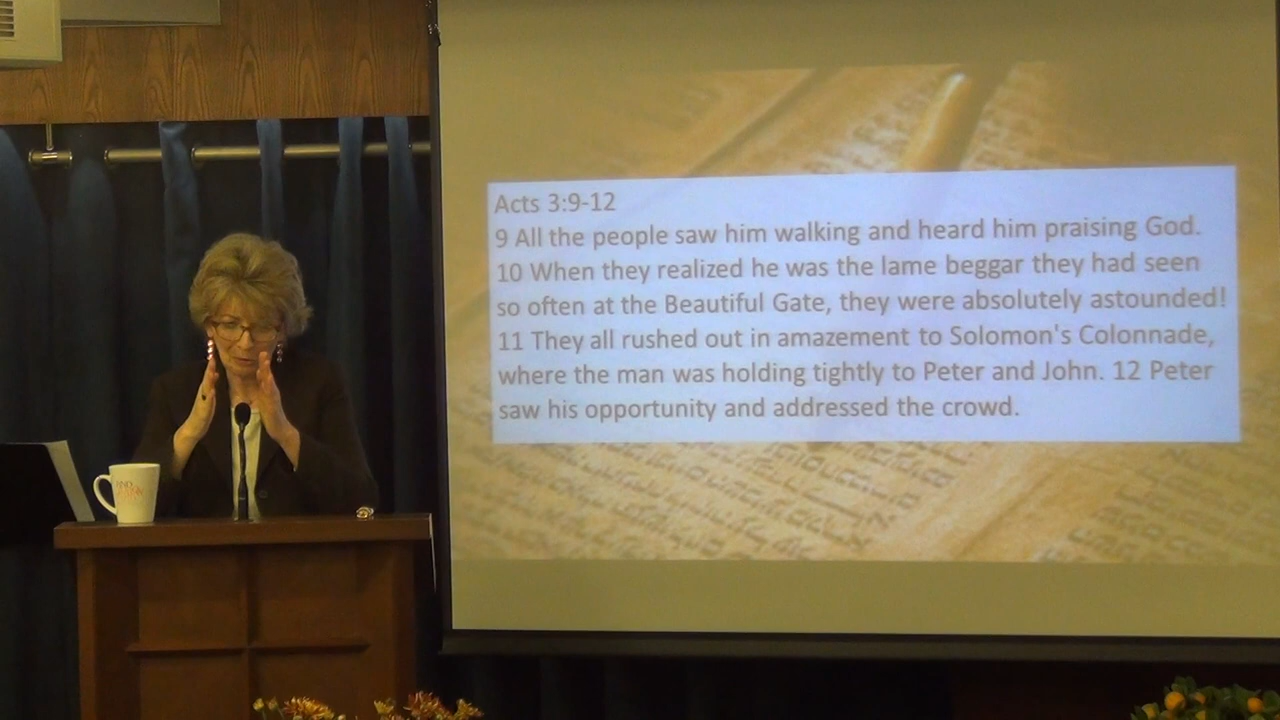 Acts 3:9-12
9 All the people saw him walking and heard him praising God.
10 When they realized he was the lame beggar they had seen
so often at the Beautiful Gate, they were absolutely astounded!
11 They all rushed out in amazement to Solomon's Colonnade,
where the man was holding tightly to Peter and John. 12 Peter
saw his opportunity and addressed the crowd.